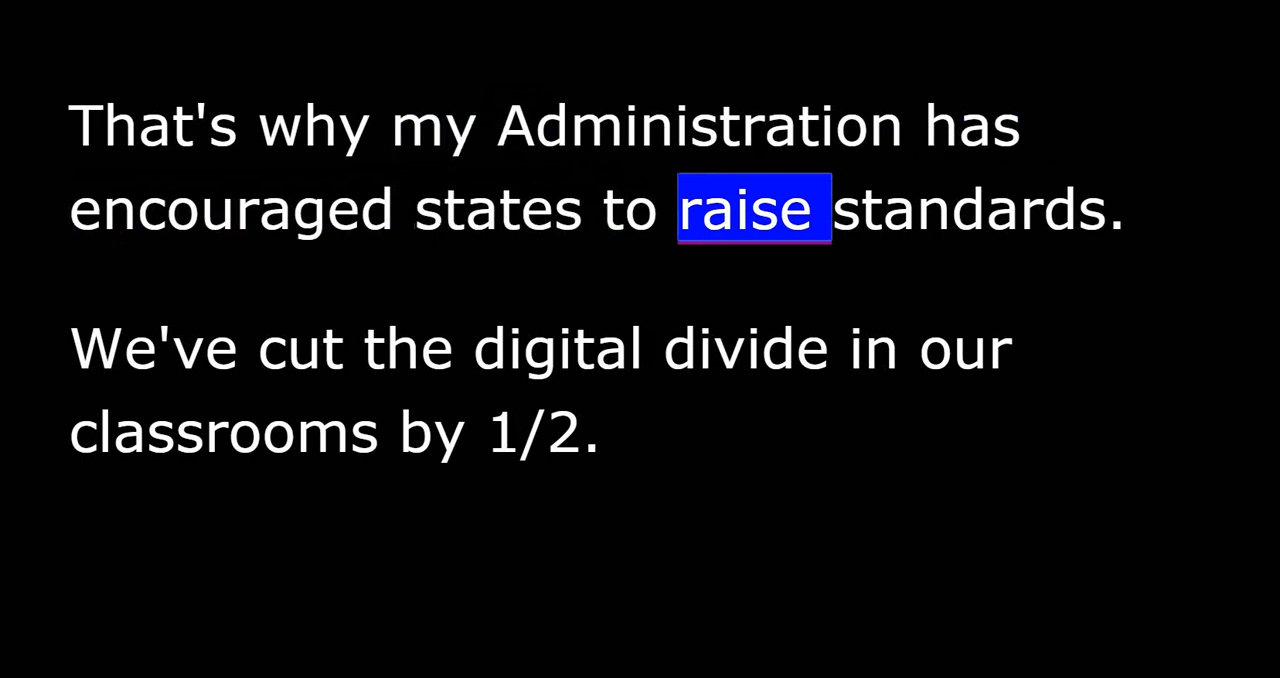 That's why my Administration has
encouraged states to raise standards.
We've cut the digital divide in our
classrooms by 1/2.